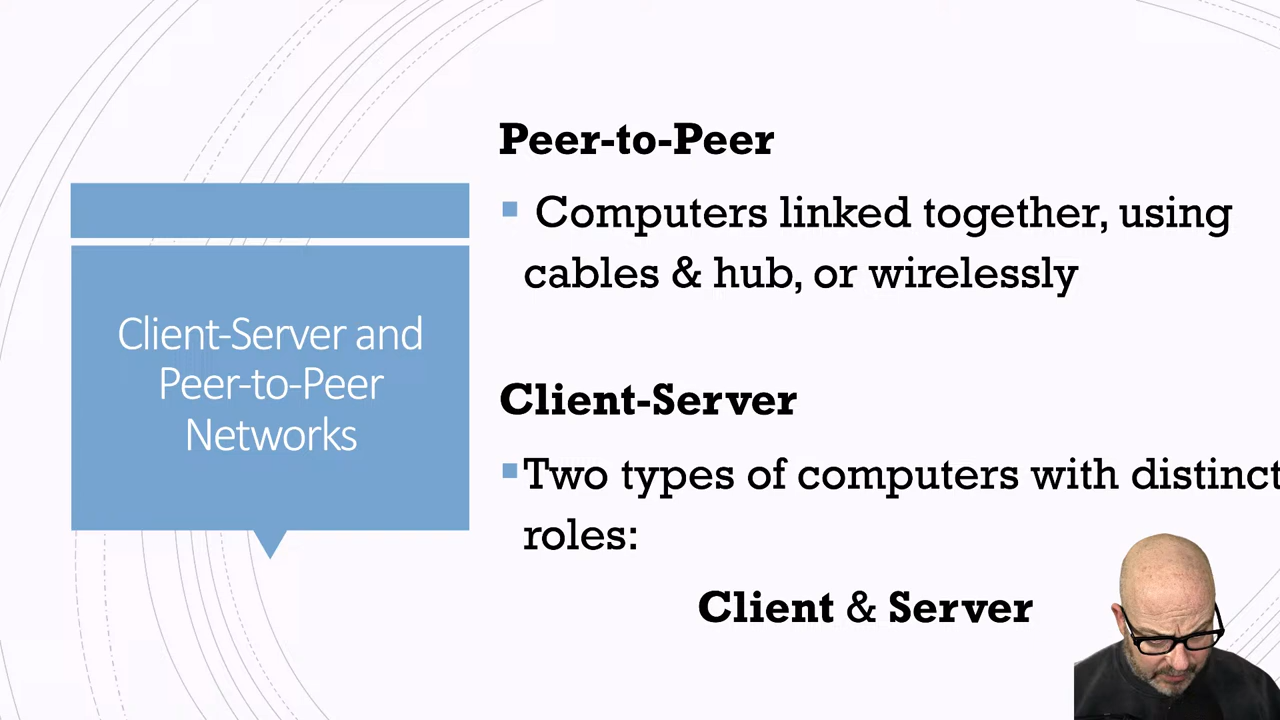 Client-Server and
Peer-to-Peer
Networks
Peer-to-Peer
Computers linked together, using
cables & hub, or wirelessly
Client-Server
Two types of computers with distinct
roles:
Client & Server